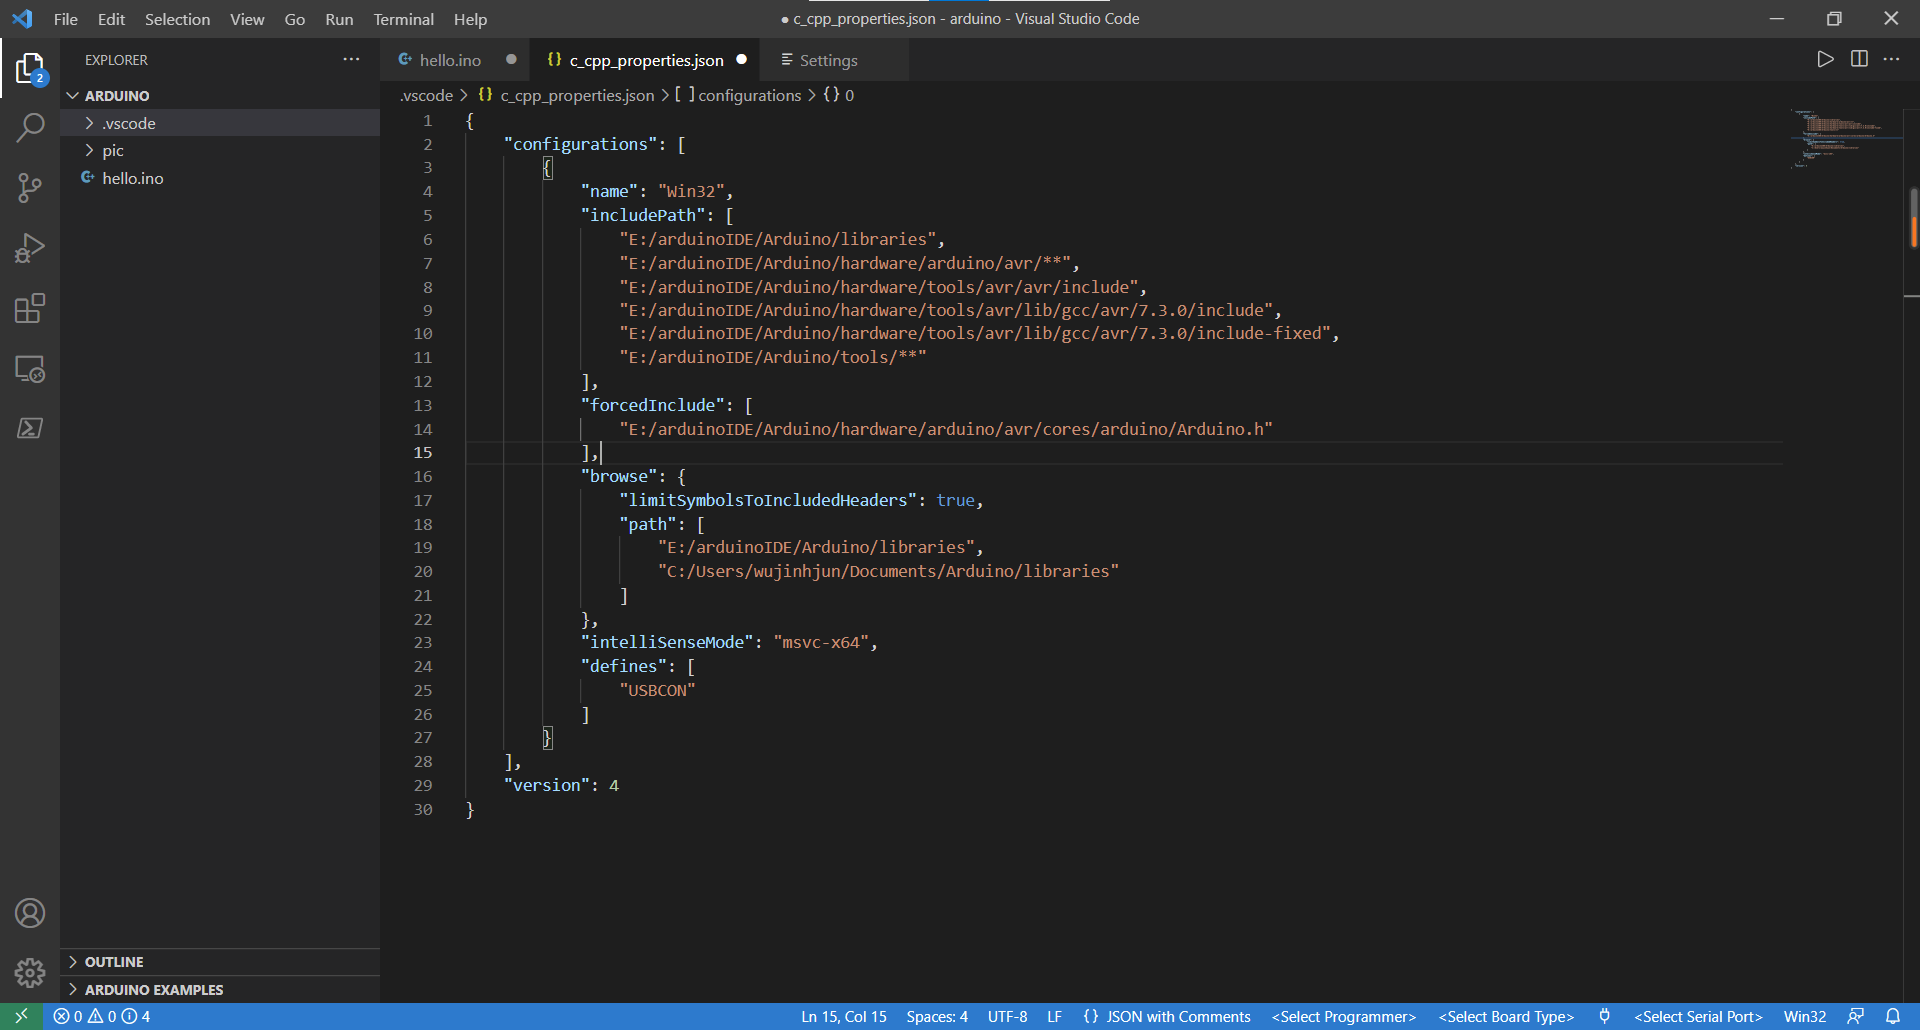 File Edit Selection View Go Run Terminal Help
● c_cpp_properties.json - arduino - Visual Studio Code
EXPLORER
hello.ino
{} c_cpp_properties.json
Settings
.vscode > {} c_cpp_properties.json > [ ] configurations > {} 0
2
ARDUINO
.vscode
pic
hello.ino
1 {
2 "configurations": [
3 {
4 "name": "Win32",
5 "includePath": [
6 "E:/arduinoIDE/Arduino/libraries",
7 "E:/arduinoIDE/Arduino/hardware/arduino/avr/**",
8 "E:/arduinoIDE/Arduino/hardware/tools/avr/avr/include",
9 "E:/arduinoIDE/Arduino/hardware/tools/avr/lib/gcc/avr/7.3.0/include",
10 "E:/arduinoIDE/Arduino/hardware/tools/avr/lib/gcc/avr/7.3.0/include-fixed",
11 "E:/arduinoIDE/Arduino/tools/**"
12 ],
13 "forcedInclude": [
14 "E:/arduinoIDE/Arduino/hardware/arduino/avr/cores/arduino/Arduino.h"
15 ],
16 "browse": {
17 "limitSymbolsToIncludedHeaders": true,
18 "path": [
19 "E:/arduinoIDE/Arduino/libraries",
20 "C:/Users/wujinhjun/Documents/Arduino/libraries"
21 ]
22 },
23 "intelliSenseMode": "msvc-x64",
24 "defines": [
25 "USBCON"
26 ]
27 }
28 ],
29 "version": 4
30 }
OUTLINE
ARDUINO EXAMPLES
0 0 4
Ln 15, Col 15 Spaces: 4 UTF-8 LF {} JSON with Comments <Select Programmer> <Select Board Type> <Select Serial Port> Win32